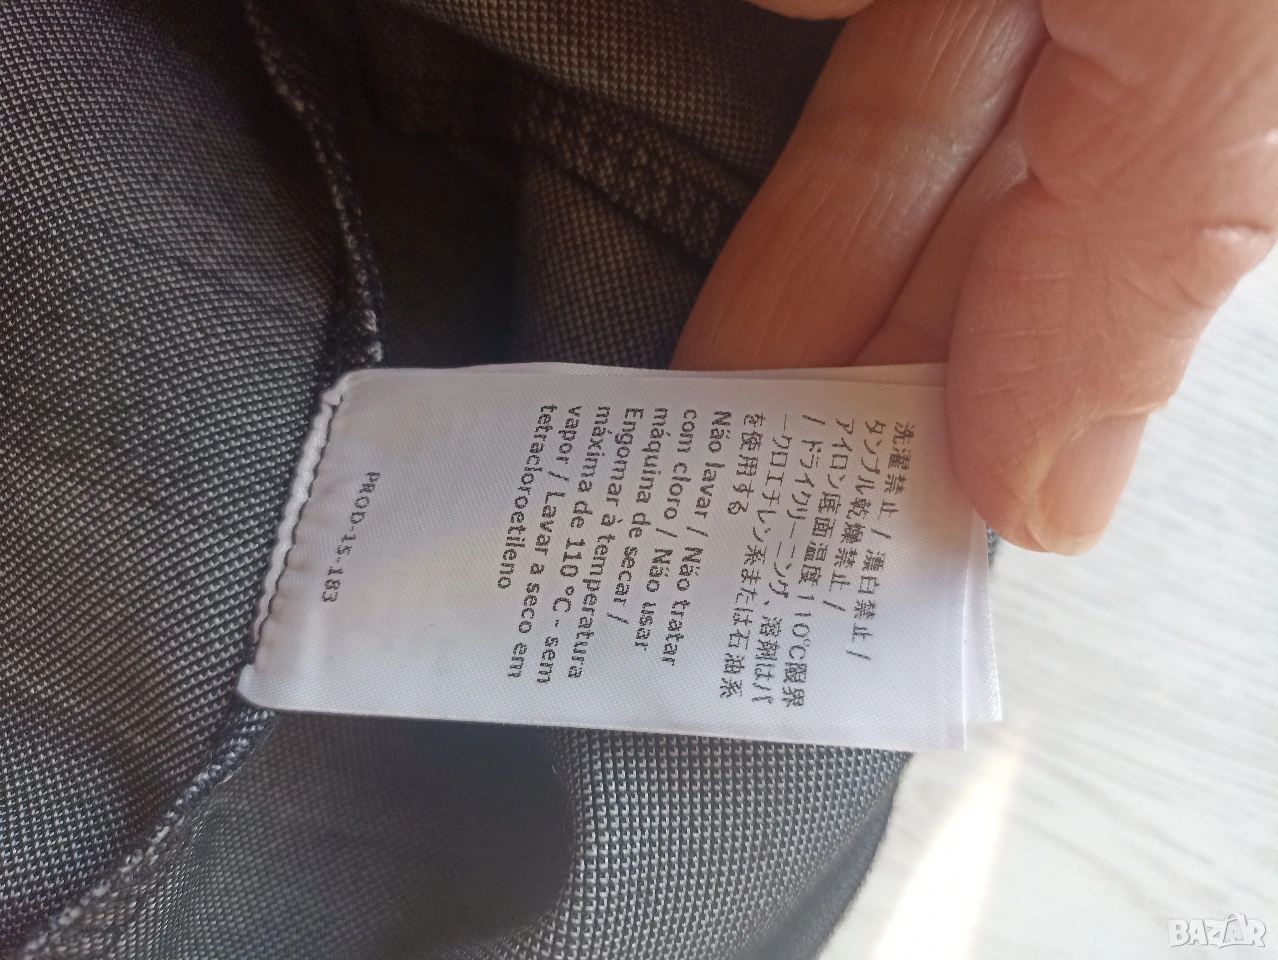 洗濯禁止 / 漂白禁止 /
タンブル乾燥禁止 /
アイロン底面温度110℃限界
/ ドライクリーニング、溶剤はパ
ークロエチレン系または石油系
を使用する
Não lavar / Não tratar
com cloro / Não usar
máquina de secar /
Engomar à temperatura
máxima de 110°C - sem
vapor / Lavar a seco em
tetracloroetileno
PROD-15-183
BAZAR